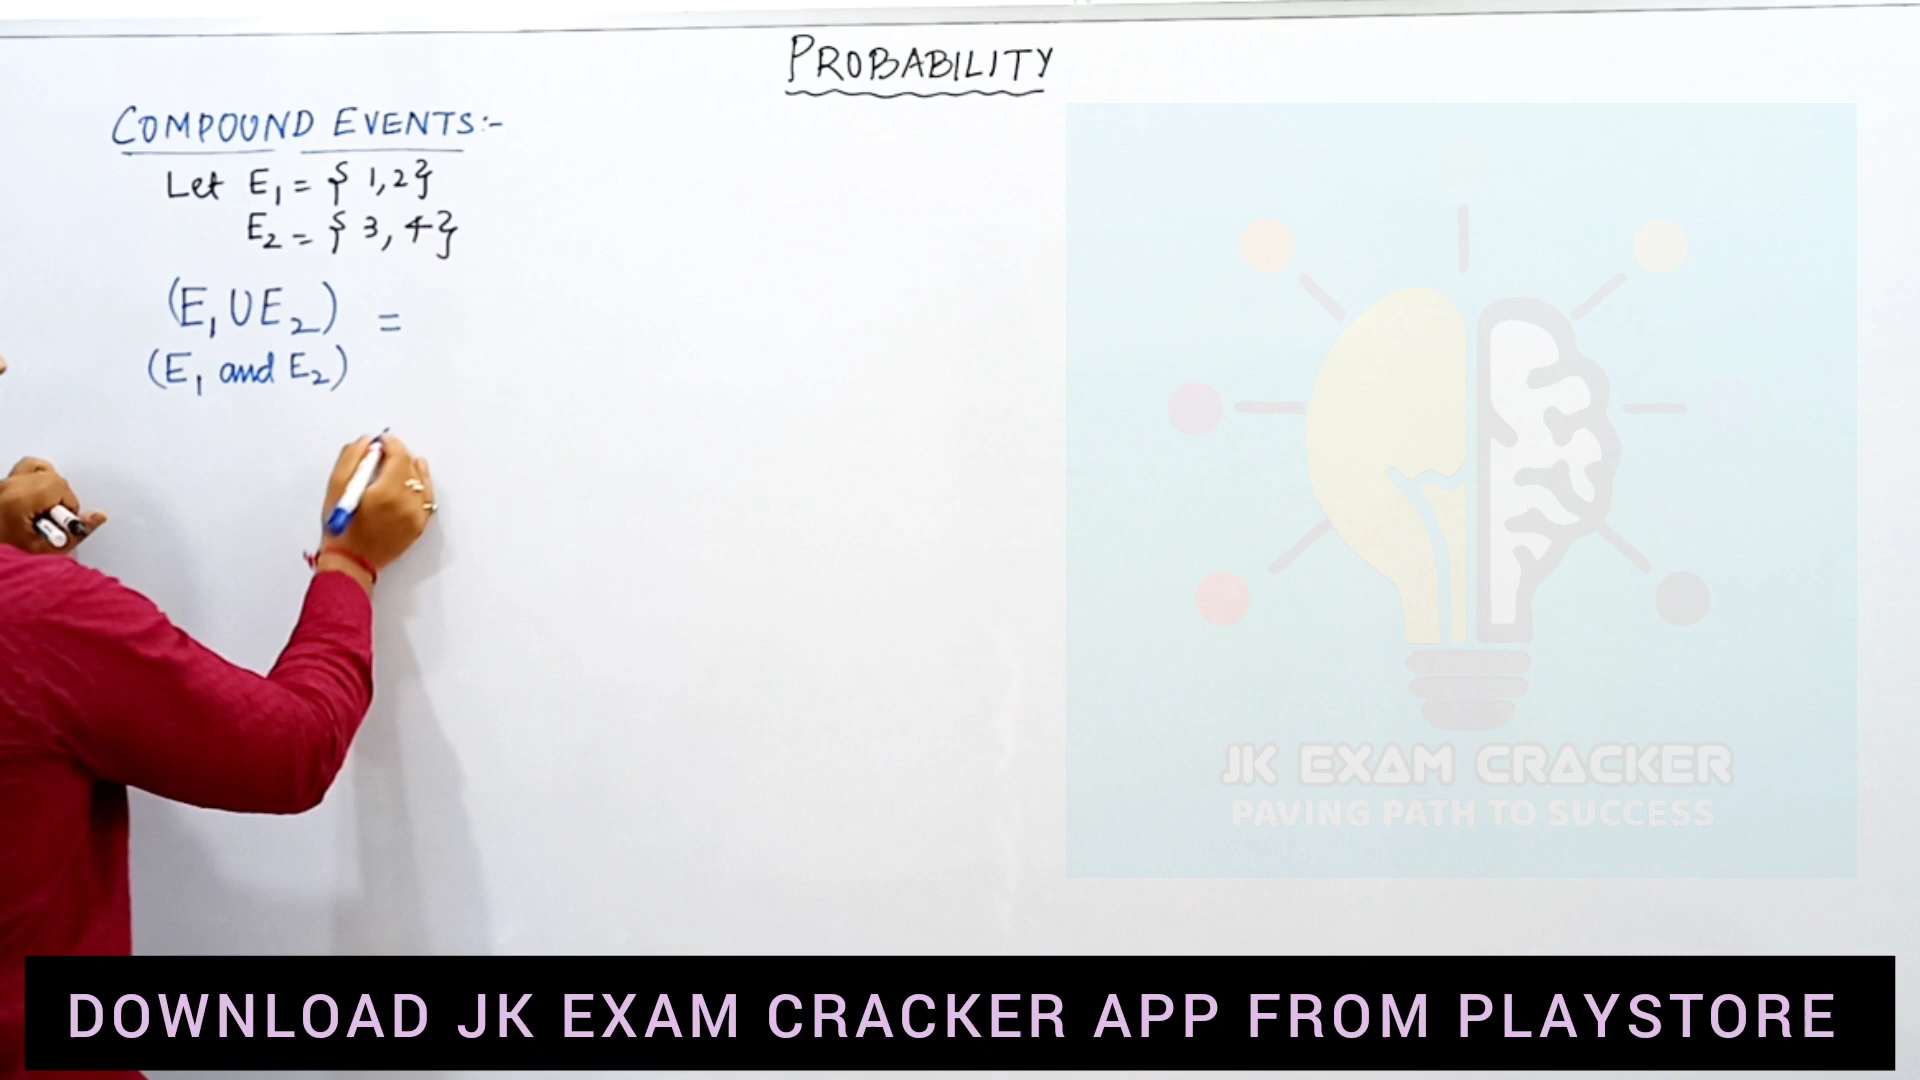 PROBABILITY
COMPOUND EVENTS:-
Let E₁ = { 1,2}
E₂ = { 3, 4}
(E₁ U E₂) =
(E₁ and E₂)
JK EXAM CRACKER
PAVING PATH TO SUCCESS
DOWNLOAD JK EXAM CRACKER APP FROM PLAYSTORE